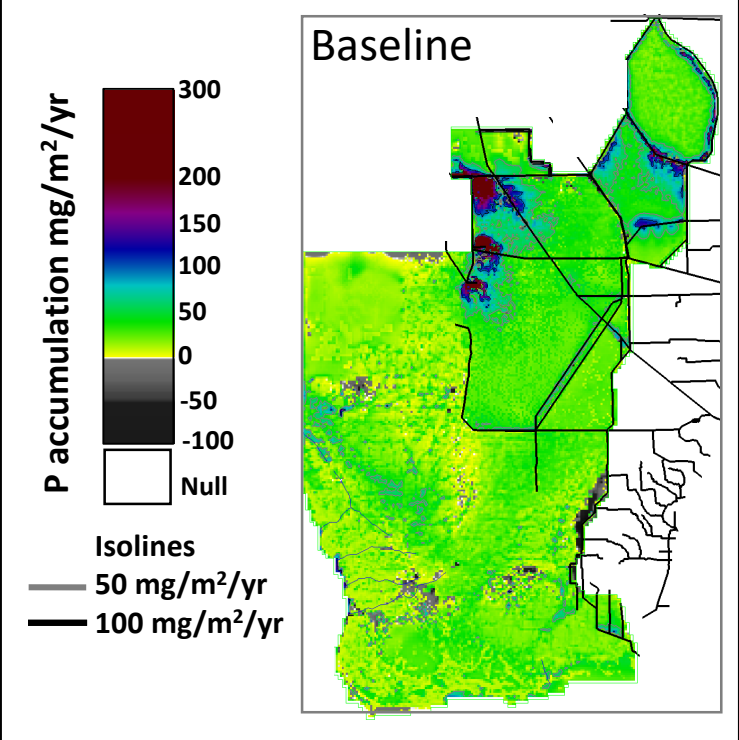 Baseline
P accumulation mg/m²/yr
300
200
150
100
50
0
-50
-100
Null
Isolines
50 mg/m²/yr
100 mg/m²/yr